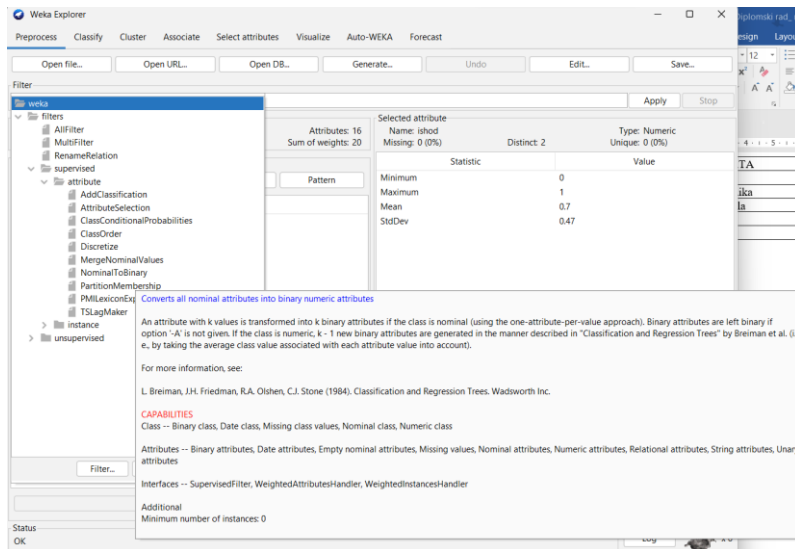 Weka Explorer
Preprocess Classify Cluster Associate Select attributes Visualize Auto-WEKA Forecast
Open file... Open URL... Open DB... Generate... Undo Edit... Save...
Filter
weka
Apply Stop
filters
AllFilter
MultiFilter
RenameRelation
supervised
attribute
AddClassification
AttributeSelection
ClassConditionalProbabilities
ClassOrder
Discretize
MergeNominalValues
NominalToBinary
PartitionMembership
PMILexiconExp
TSLagMaker
instance
unsupervised
Attributes: 16
Sum of weights: 20
Pattern
Selected attribute
Name: ishod Type: Numeric
Missing: 0 (0%) Distinct: 2 Unique: 0 (0%)
Statistic Value
Minimum 0
Maximum 1
Mean 0.7
StdDev 0.47
Converts all nominal attributes into binary numeric attributes
An attribute with k values is transformed into k binary attributes if the class is nominal (using the one-attribute-per-value approach). Binary attributes are left binary if
option '-A' is not given. If the class is numeric, k - 1 new binary attributes are generated in the manner described in "Classification and Regression Trees" by Breiman et al. (i.
e., by taking the average class value associated with each attribute value into account).
For more information, see:
L. Breiman, J.H. Friedman, R.A. Olshen, C.J. Stone (1984). Classification and Regression Trees. Wadsworth Inc.
CAPABILITIES
Class -- Binary class, Date class, Missing class values, Nominal class, Numeric class
Attributes -- Binary attributes, Date attributes, Empty nominal attributes, Missing values, Nominal attributes, Numeric attributes, Relational attributes, String attributes, Unar
attributes
Interfaces -- SupervisedFilter, WeightedAttributesHandler, WeightedInstancesHandler
Additional
Minimum number of instances: 0
Filter...
Status
OK
Log x 0
iplomski rad_
esign Layou
12
TA
ika
la